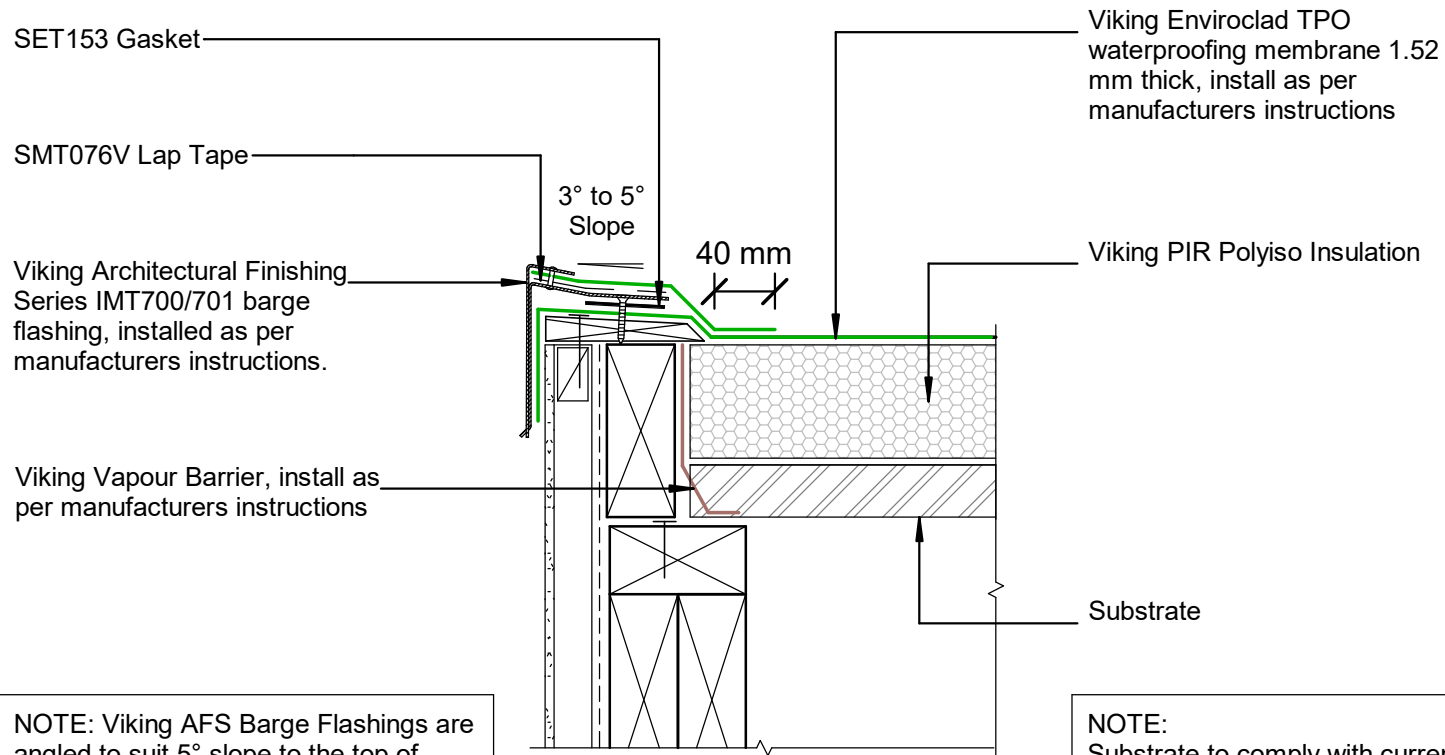 SET153 Gasket
SMT076V Lap Tape
3° to 5°
Slope
40 mm
Viking Architectural Finishing
Series IMT700/701 barge
flashing, installed as per
manufacturers instructions.
Viking Vapour Barrier, install as
per manufacturers instructions
Viking Enviroclad TPO
waterproofing membrane 1.52
mm thick, install as per
manufacturers instructions
Viking PIR Polyiso Insulation
Substrate
NOTE: Viking AFS Barge Flashings are
angled to suit 5° slope to the top of
NOTE:
Substrate to comply with curren